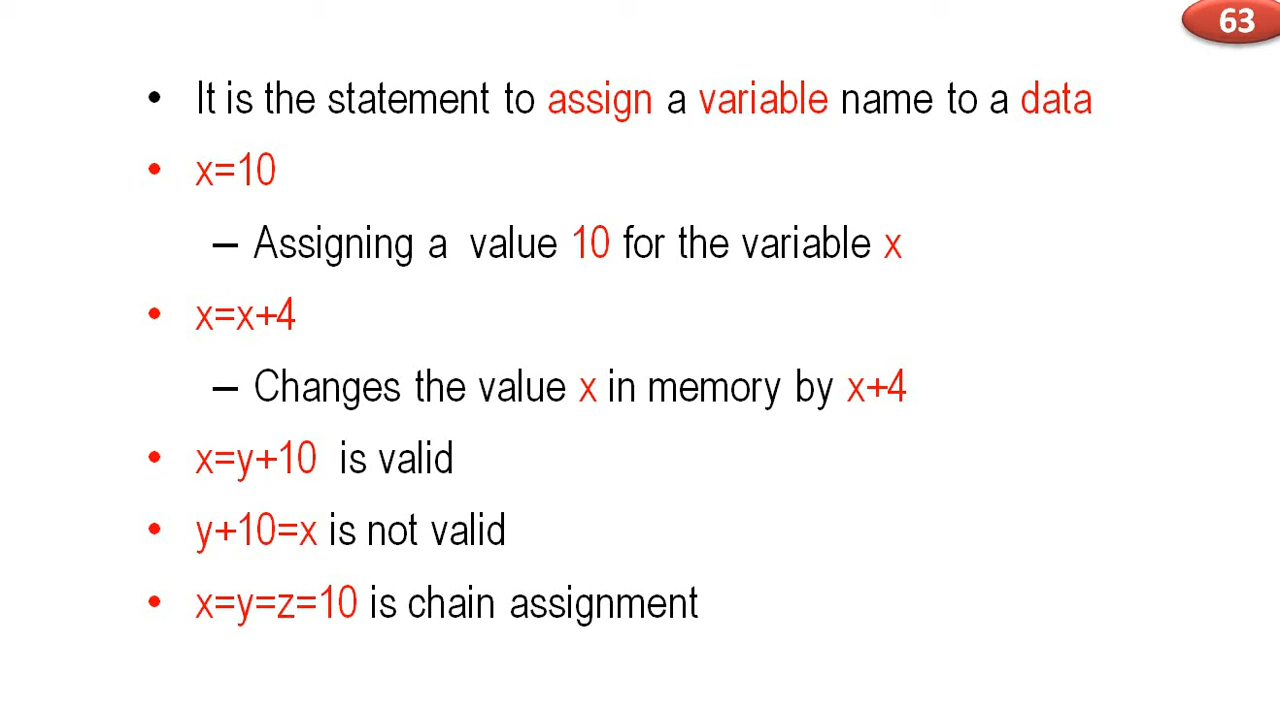 63
• It is the statement to assign a variable name to a data
• x=10
– Assigning a value 10 for the variable x
• x=x+4
– Changes the value x in memory by x+4
• x=y+10 is valid
• y+10=x is not valid
• x=y=z=10 is chain assignment